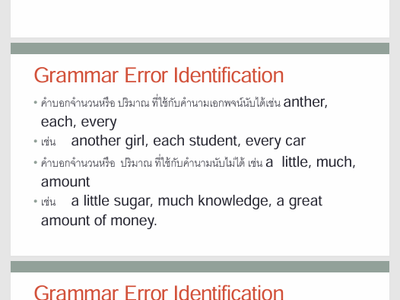 Grammar Error Identification
• คำบอกจำนวนหรือ ปริมาณ ที่ใช้กับคำนามเอกพจน์นับได้เช่น anther,
each, every
• เช่น another girl, each student, every car
• คำบอกจำนวนหรือ ปริมาณ ที่ใช้กับคำนามนับไม่ได้ เช่น a little, much,
amount
• เช่น a little sugar, much knowledge, a great
amount of money.
Grammar Error Identification